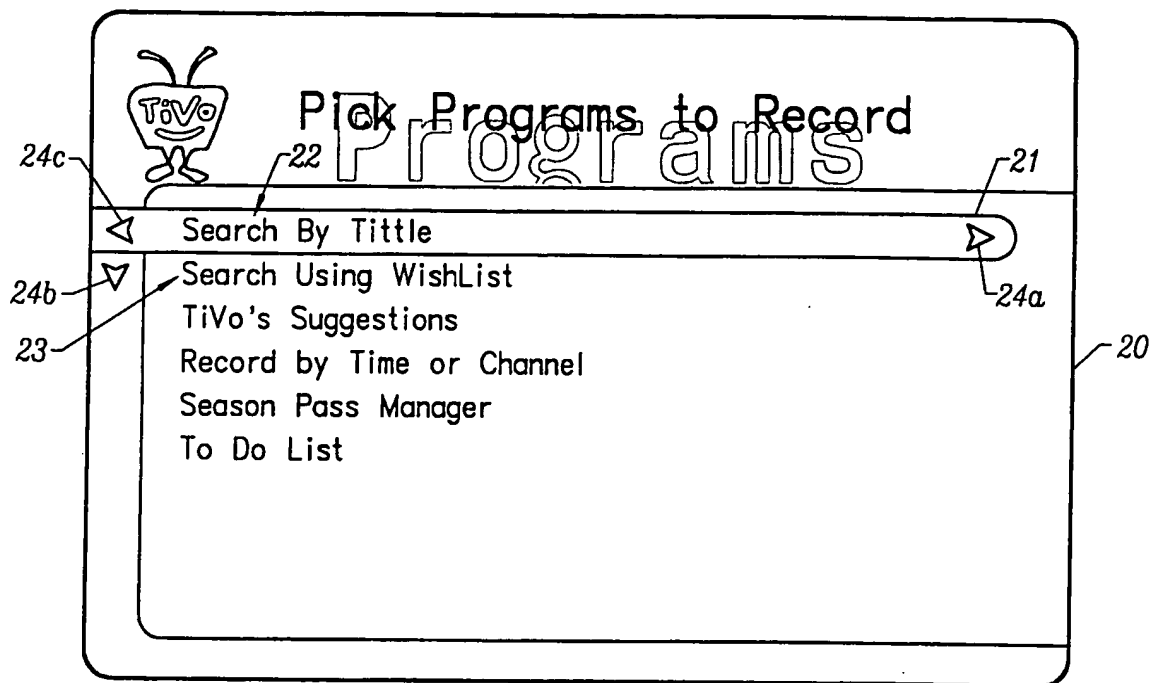 TiVo
Pick Programs to Record
Programs
24c
22
21
Search By Tittle
24b
Search Using WishList
24a
23
TiVo's Suggestions
Record by Time or Channel
20
Season Pass Manager
To Do List